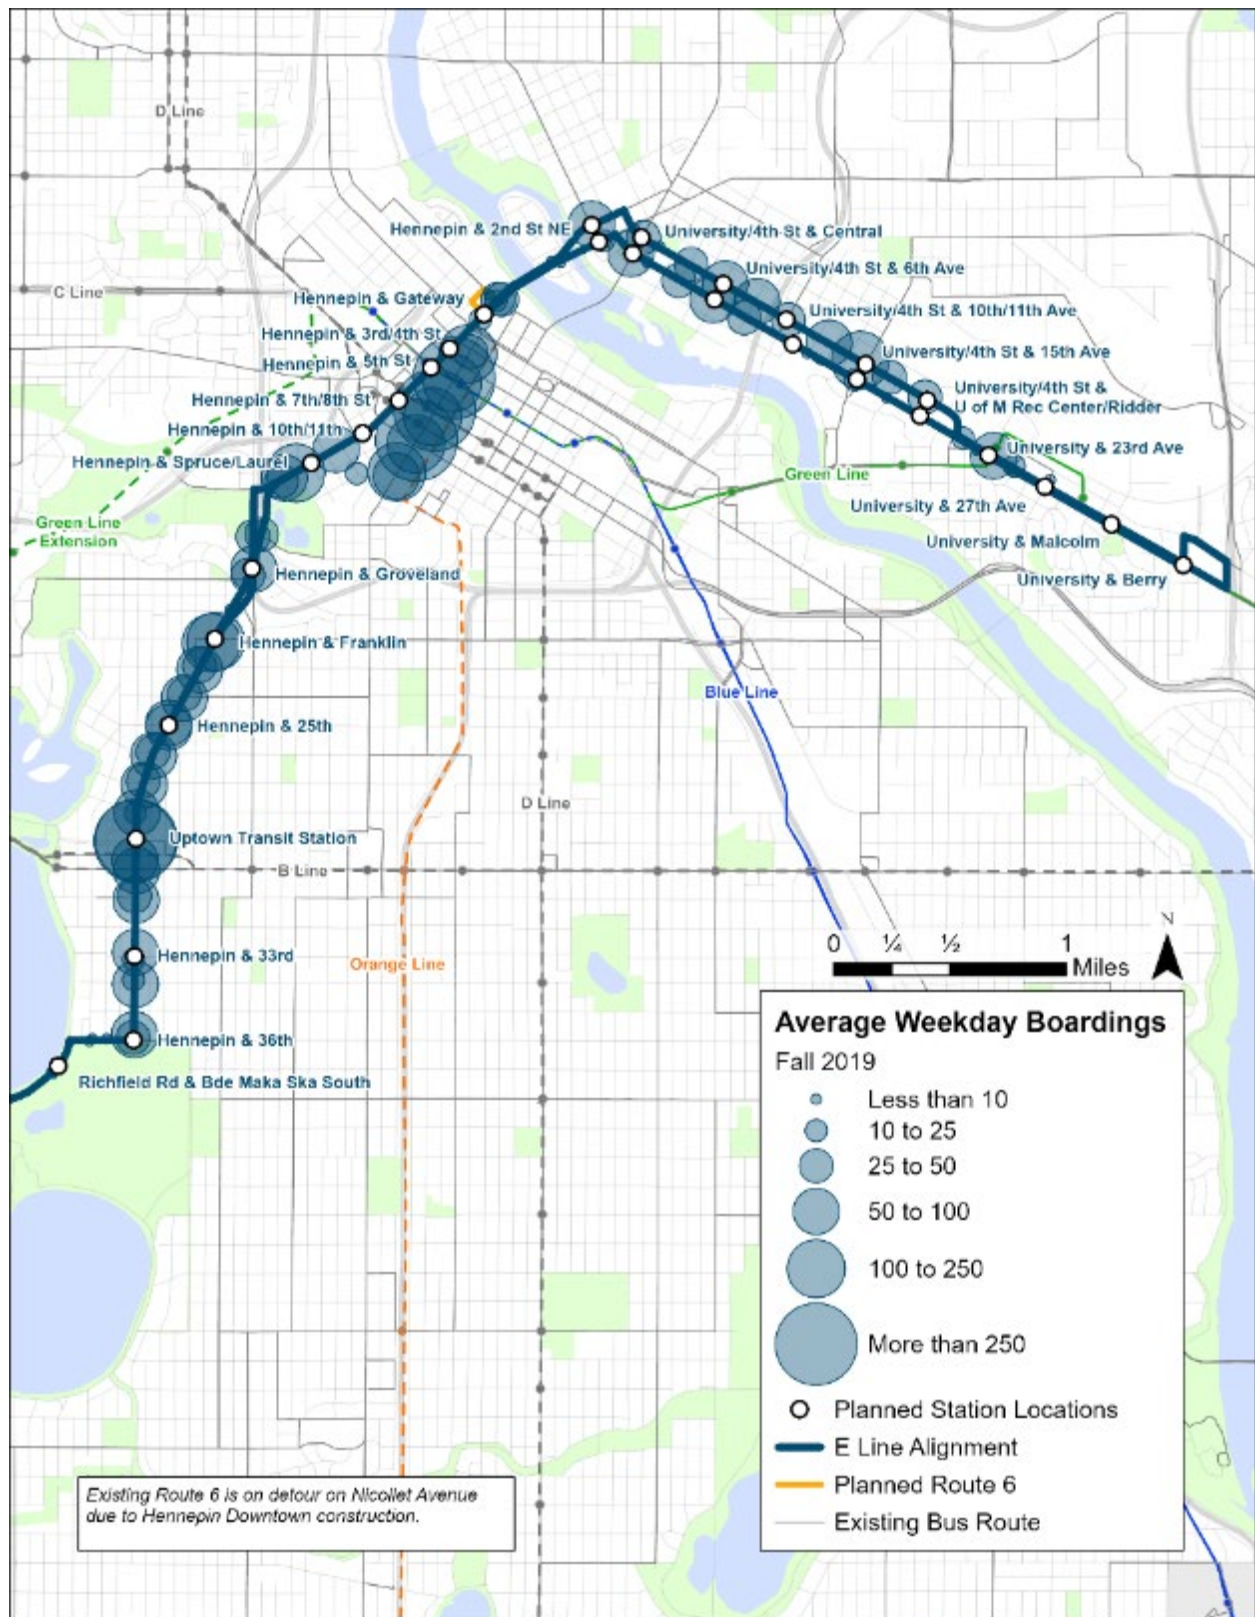 D Line
Hennepin & 2nd St NE
University/4th St & Central
University/4th St & 6th Ave
C Line
Hennepin & Gateway
University/4th St & 10th/11th Ave
Hennepin & 3rd/4th St
Hennepin & 5th St
University/4th St & 15th Ave
Hennepin & 7th/8th St
University/4th St &
U of M Rec Center/Ridder
Hennepin & 10th/11th
University & 23rd Ave
Hennepin & Spruce/Laurel
Green Line
University & 27th Ave
Green Line
Extension
University & Malcolm
Hennepin & Groveland
University & Berry
Hennepin & Franklin
Blue Line
Hennepin & 25th
D Line
Uptown Transit Station
B Line
N
0 ¼ ½ 1
Miles
Hennepin & 33rd
Orange Line
Hennepin & 36th
Richfield Rd & Bde Maka Ska South
Average Weekday Boardings
Fall 2019
Less than 10
10 to 25
25 to 50
50 to 100
100 to 250
More than 250
Planned Station Locations
E Line Alignment
Planned Route 6
Existing Bus Route
Existing Route 6 is on detour on Nicollet Avenue
due to Hennepin Downtown construction.